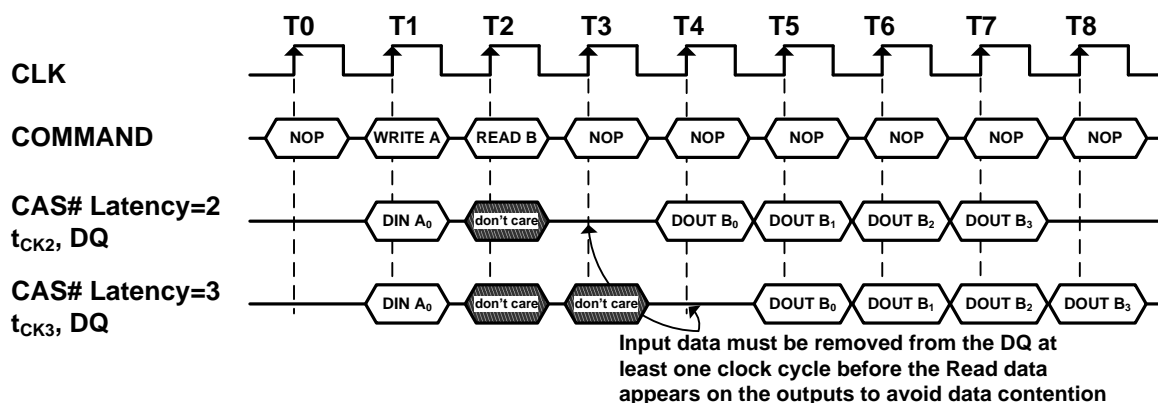 T0 T1 T2 T3 T4 T5 T6 T7 T8
CLK
COMMAND NOP WRITE A READ B NOP NOP NOP NOP NOP NOP
CAS# Latency=2
tCK2, DQ DIN A0 don't care DOUT B0 DOUT B1 DOUT B2 DOUT B3
CAS# Latency=3
tCK3, DQ DIN A0 don't care don't care DOUT B0 DOUT B1 DOUT B2 DOUT B3
Input data must be removed from the DQ at
least one clock cycle before the Read data
appears on the outputs to avoid data contention